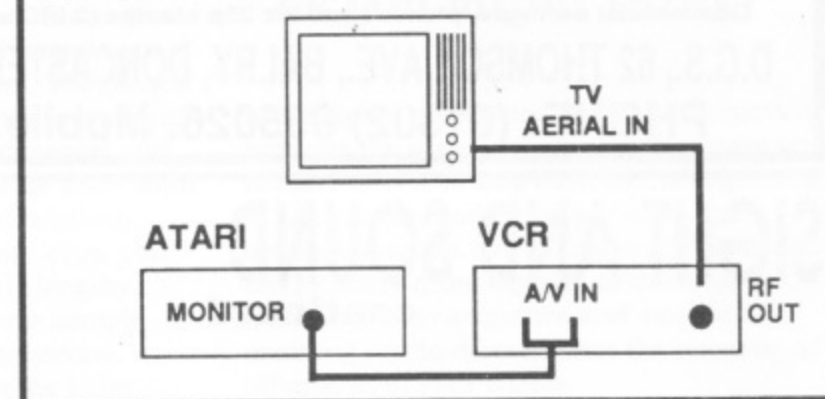 TV
AERIAL IN
ATARI
VCR
MONITOR
A/V IN
RF
OUT